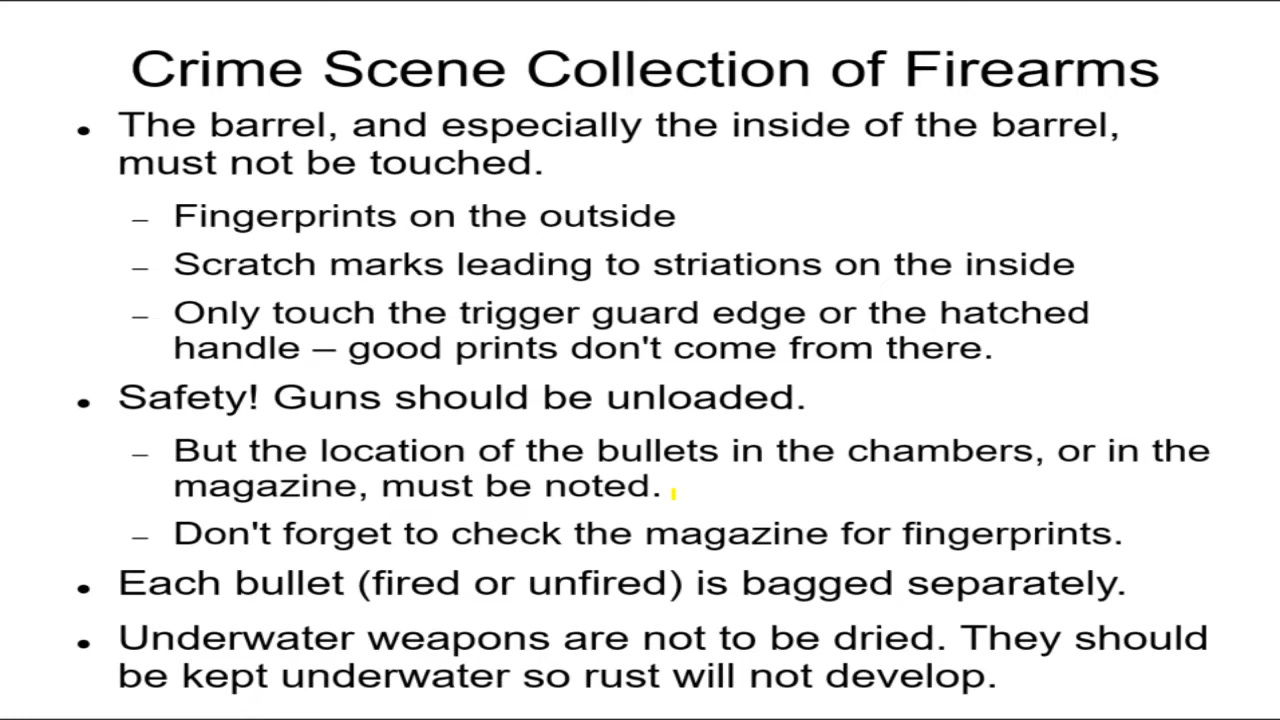 Crime Scene Collection of Firearms
• The barrel, and especially the inside of the barrel,
must not be touched.
– Fingerprints on the outside
– Scratch marks leading to striations on the inside
– Only touch the trigger guard edge or the hatched
handle – good prints don't come from there.
• Safety! Guns should be unloaded.
– But the location of the bullets in the chambers, or in the
magazine, must be noted.
– Don't forget to check the magazine for fingerprints.
• Each bullet (fired or unfired) is bagged separately.
• Underwater weapons are not to be dried. They should
be kept underwater so rust will not develop.